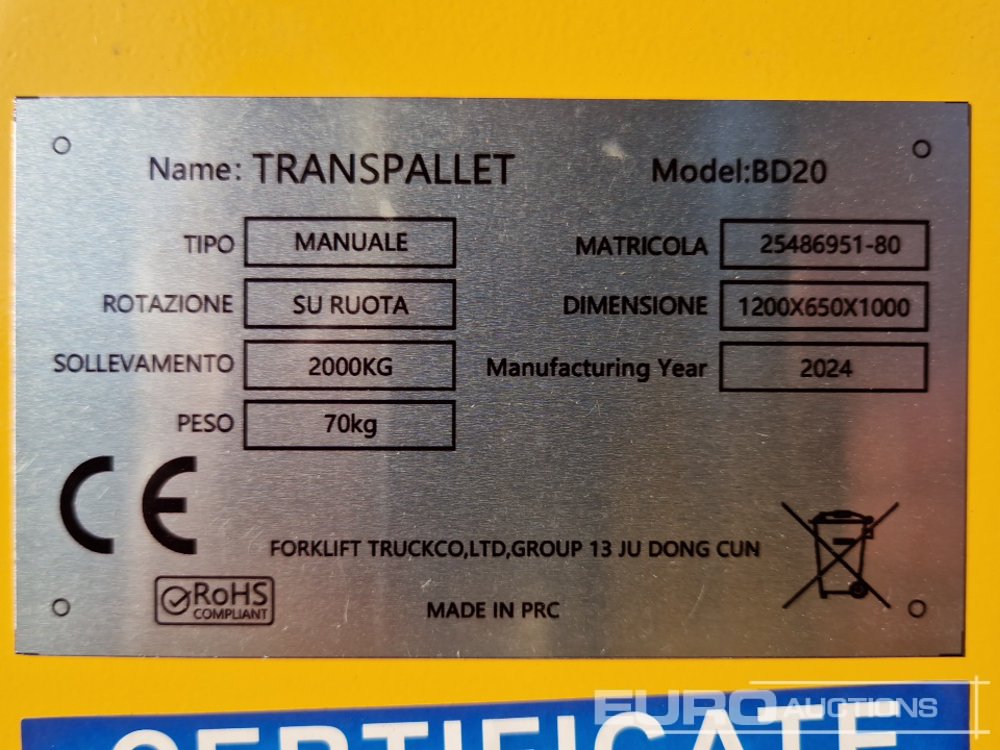 Name: TRANSPALLET Model:BD20
TIPO MANUALE MATRICOLA 25486951-80
ROTAZIONE SU RUOTA DIMENSIONE 1200X650X1000
SOLLEVAMENTO 2000KG Manufacturing Year 2024
PESO 70kg
CE
FORKLIFT TRUCKCO,LTD,GROUP 13 JU DONG CUN
RoHS
COMPLIANT
MADE IN PRC
EURO AUCTIONS
CERTIFICATE